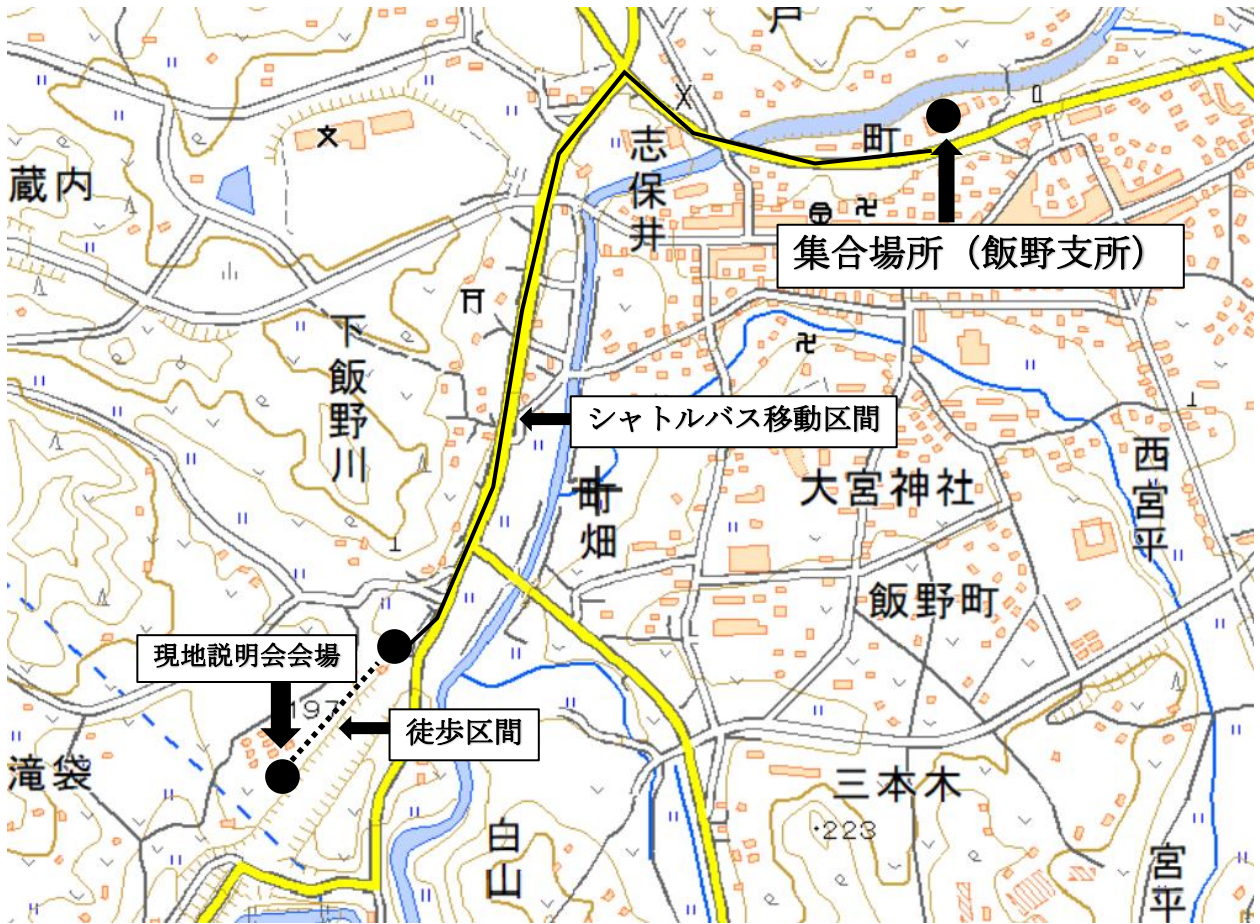 戸
町
志保井
蔵内
集合場所（飯野支所）
下飯野川
シャトルバス移動区間
町畑
大宮神社
西宮平
飯野町
現地説明会会場
197
徒歩区間
滝袋
三本木
223
白山
宮平